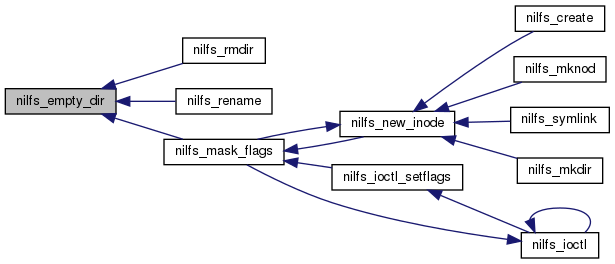 nilfs_create
nilfs_rmdir
nilfs_mknod
nilfs_empty_dir
nilfs_rename
nilfs_new_inode
nilfs_symlink
nilfs_mask_flags
nilfs_mkdir
nilfs_ioctl_setflags
nilfs_ioctl